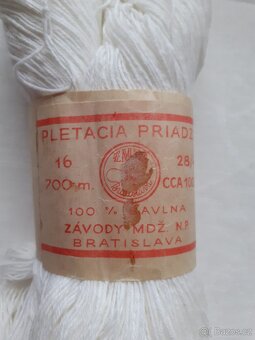 PLETACIA PRIADZ
16 28/
700 m. CCA 100
100 % BAVLNA
ZÁVODY MDŽ. N.P.
BRATISLAVA